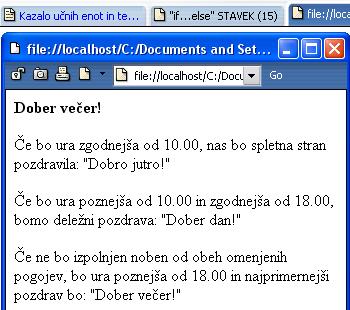 Kazalo učnih enot in te...
"if...else" STAVEK (15)
file://loca
file://localhost/C:/Documents and Set...
file://localhost/C:/Docu
Go
Dober večer!
Če bo ura zgodnejša od 10.00, nas bo spletna stran
pozdravila: "Dobro jutro!"
Če bo ura poznejša od 10.00 in zgodnejša od 18.00,
bomo deležni pozdrava: "Dober dan!"
Če ne bo izpolnjen noben od obeh omenjenih
pogojev, bo ura poznejša od 18.00 in najprimernejši
pozdrav bo: "Dober večer!"